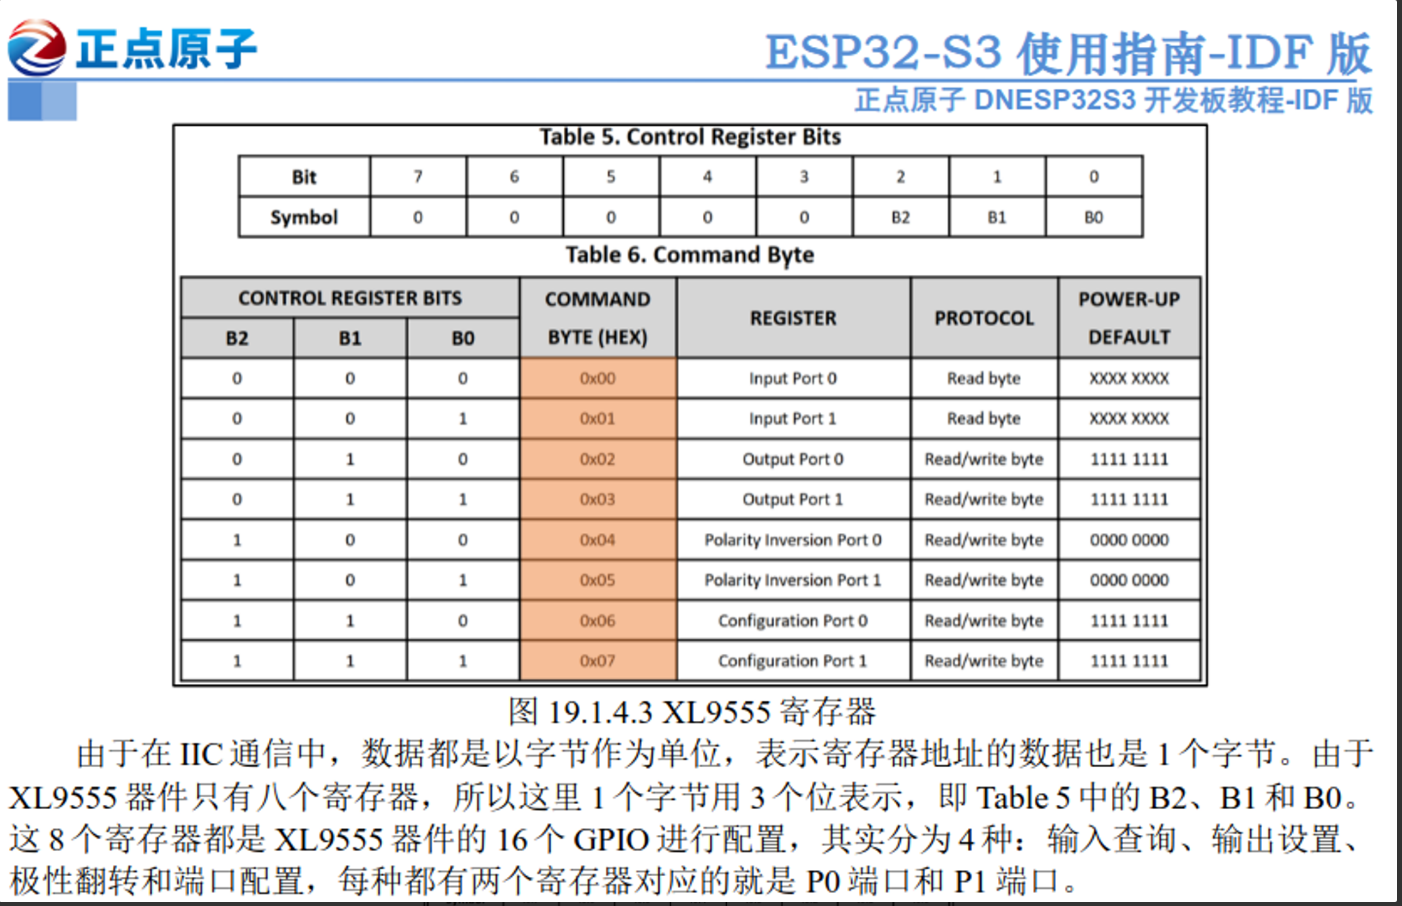 正点原子
ESP32-S3 使用指南-IDF 版
正点原子 DNESP32S3 开发板教程-IDF 版
Table 5. Control Register Bits
Bit 7 6 5 4 3 2 1 0
Symbol 0 0 0 0 0 B2 B1 B0
Table 6. Command Byte
CONTROL REGISTER BITS COMMAND BYTE (HEX) REGISTER PROTOCOL POWER-UP DEFAULT
B2 B1 B0
0 0 0 0x00 Input Port 0 Read byte XXXX XXXX
0 0 1 0x01 Input Port 1 Read byte XXXX XXXX
0 1 0 0x02 Output Port 0 Read/write byte 1111 1111
0 1 1 0x03 Output Port 1 Read/write byte 1111 1111
1 0 0 0x04 Polarity Inversion Port 0 Read/write byte 0000 0000
1 0 1 0x05 Polarity Inversion Port 1 Read/write byte 0000 0000
1 1 0 0x06 Configuration Port 0 Read/write byte 1111 1111
1 1 1 0x07 Configuration Port 1 Read/write byte 1111 1111
图 19.1.4.3 XL9555 寄存器
由于在 IIC 通信中，数据都是以字节作为单位，表示寄存器地址的数据也是 1 个字节。由于
XL9555 器件只有八个寄存器，所以这里 1 个字节用 3 个位表示，即 Table 5 中的 B2、B1 和 B0。
这 8 个寄存器都是 XL9555 器件的 16 个 GPIO 进行配置，其实分为 4 种：输入查询、输出设置、
极性翻转和端口配置，每种都有两个寄存器对应的就是 P0 端口和 P1 端口。